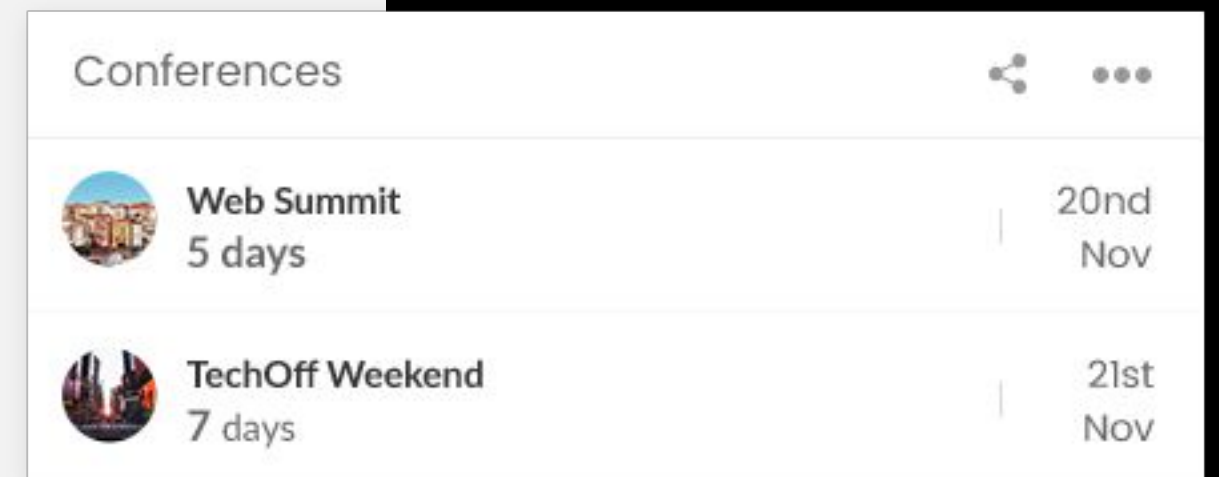 Conferences
Web Summit
5 days
20nd
Nov
TechOff Weekend
7 days
21st
Nov